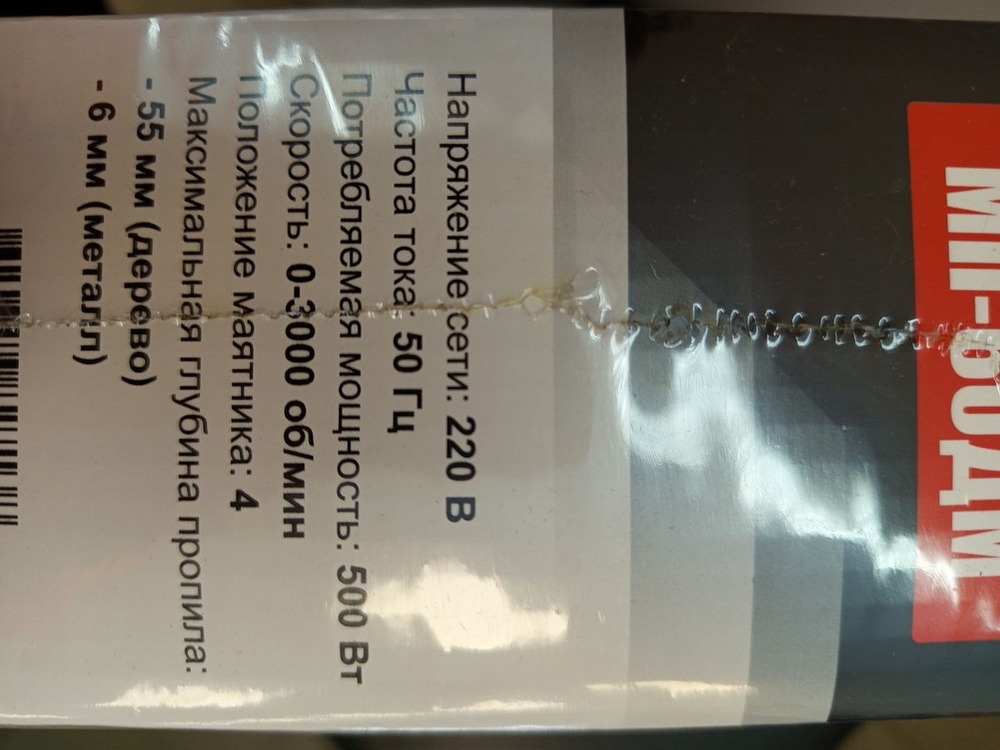 Напряжение сети: 220 В
Частота тока: 50 Гц
Потребляемая мощность: 500 Вт
Скорость: 0-3000 об/мин
Положение маятника: 4
Максимальная глубина пропила:
- 55 мм (дерево)
- 6 мм (металл)